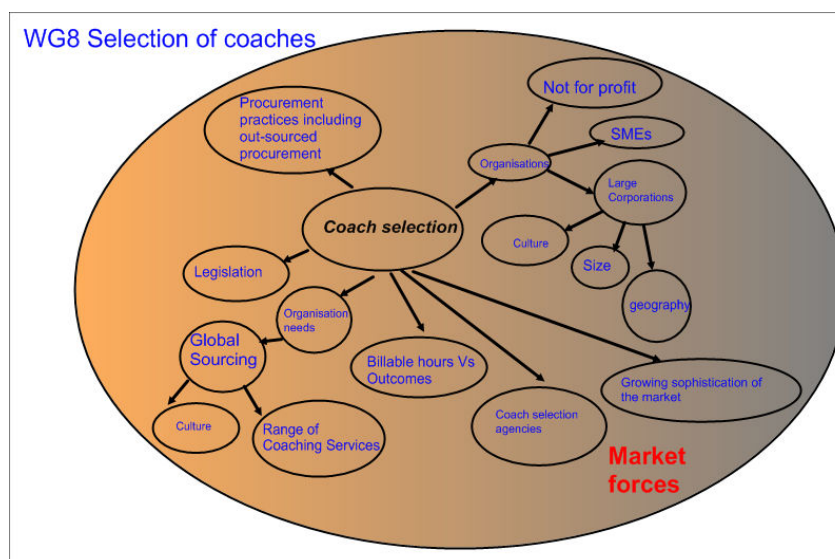 WG8 Selection of coaches
Not for profit
Procurement
practices including
out-sourced
procurement
SMEs
Organisations
Large
Corporations
Coach selection
Culture
Size
Legislation
geography
Organisation
needs
Global
Sourcing
Billable hours Vs
Outcomes
Growing sophistication of
the market
Culture
Range of
Coaching Services
Coach selection
agencies
Market
forces